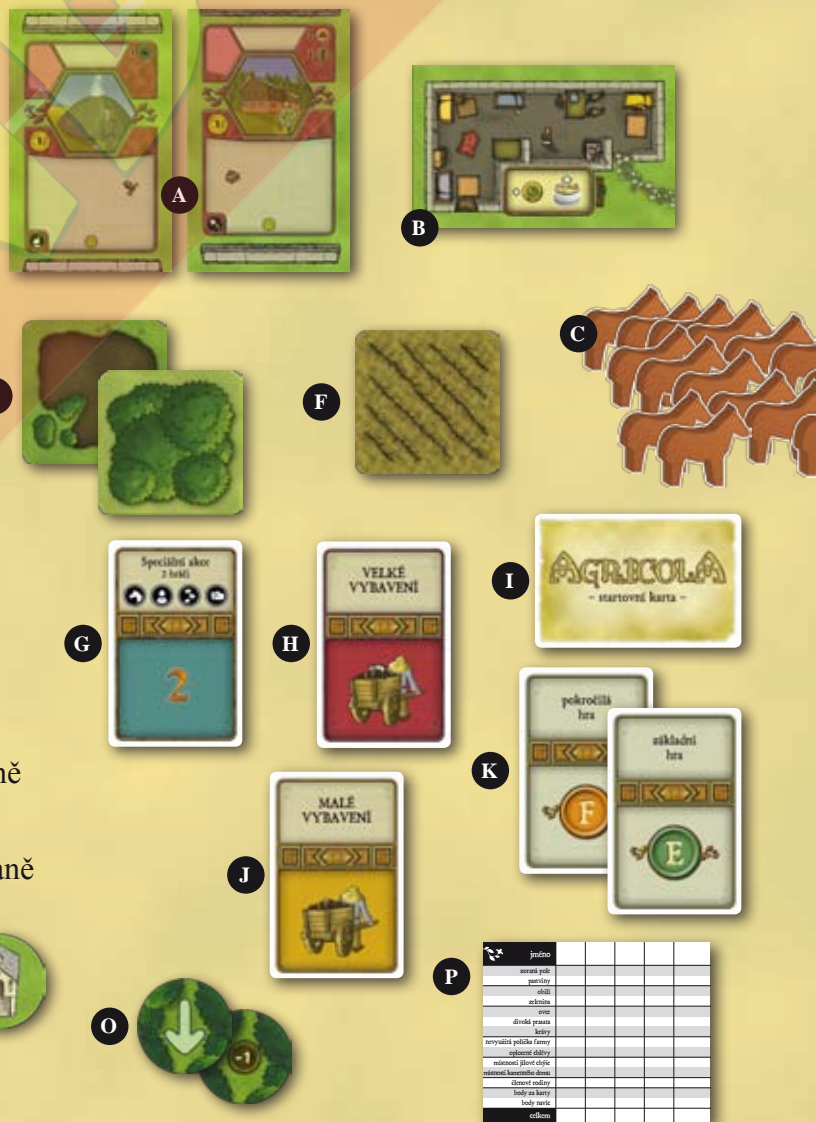 A
B
C
F
Speciální akce
2 hráči
2
G
VELKÉ
VYBAVENÍ
H
AGRICOLA
- startovní karta -
I
pokročilá
hra
F
základní
hra
E
K
ně
MALÉ
VYBAVENÍ
J
aně
O
-1
P
jméno
zoraná pole
pastviny
obilí
zelenina
ovce
divoká prasata
krávy
nevyužitá políčka farmy
oplocené chlévy
místnosti jílové chýše
místnosti kamenného domu
členové rodiny
body za karty
body navíc
celkem